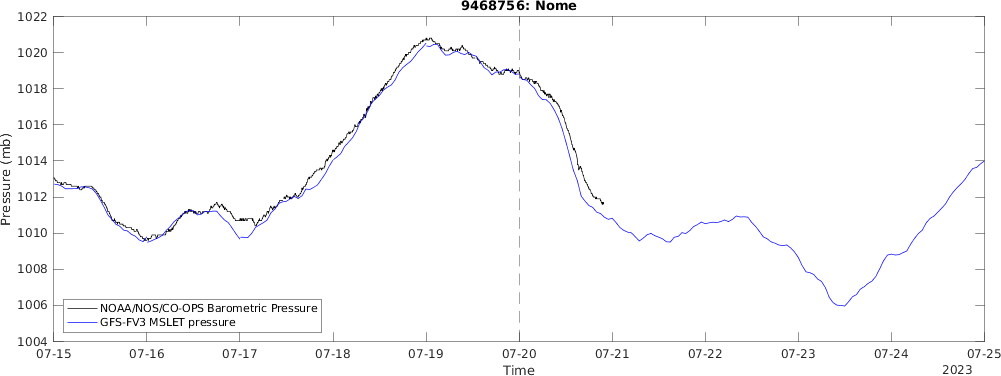 9468756: Nome
1022
1020
1018
1016
1014
1012
1010
1008
1006
1004
Pressure (mb)
NOAA/NOS/CO-OPS Barometric Pressure
GFS-FV3 MSLET pressure
07-15 07-16 07-17 07-18 07-19 07-20 07-21 07-22 07-23 07-24 07-25
Time
2023